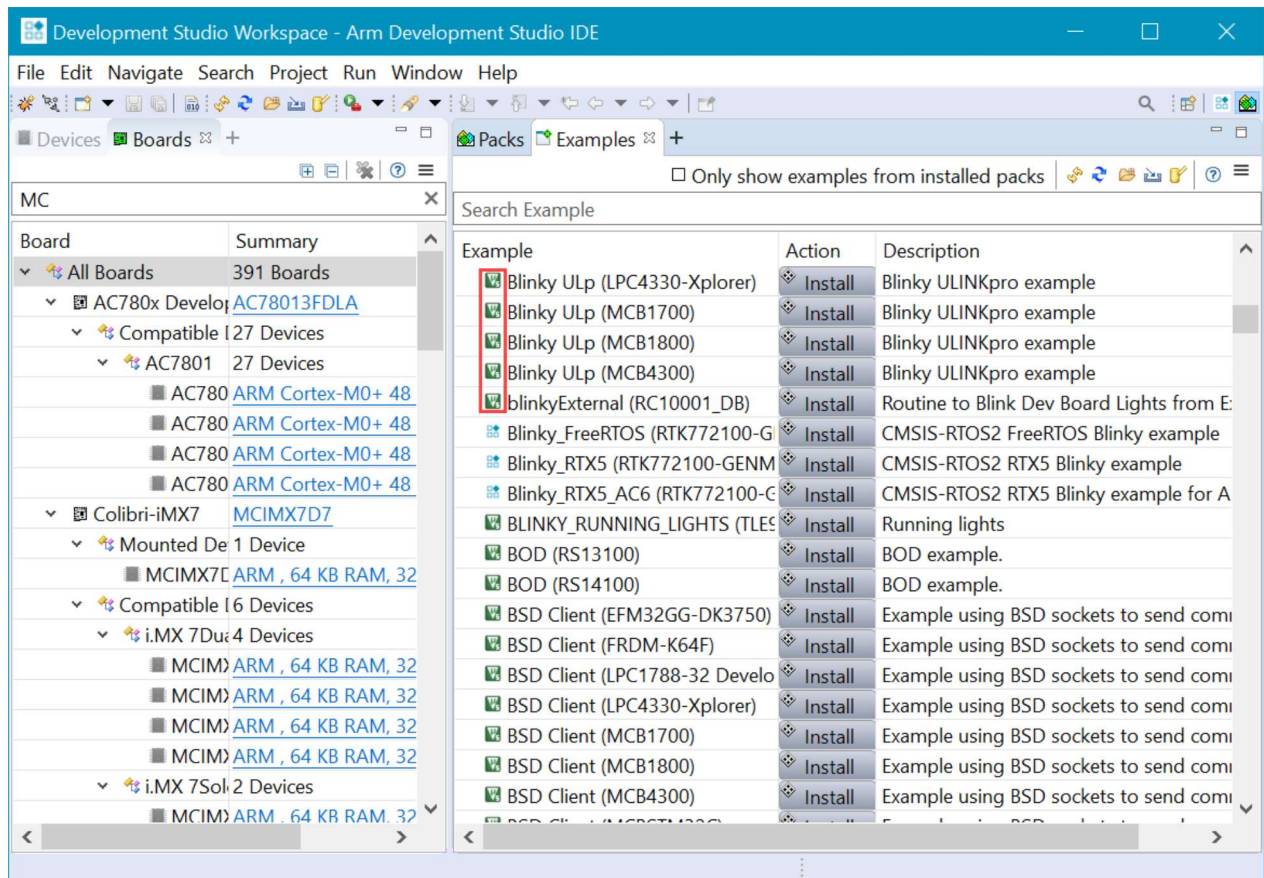 Development Studio Workspace - Arm Development Studio IDE
File Edit Navigate Search Project Run Window Help
Devices Boards
MC
Board Summary
All Boards 391 Boards
AC780x Develop AC78013FDLA
Compatible 27 Devices
AC7801 27 Devices
AC780 ARM Cortex-M0+ 48
AC780 ARM Cortex-M0+ 48
AC780 ARM Cortex-M0+ 48
AC780 ARM Cortex-M0+ 48
Colibri-iMX7 MCIMX7D7
Mounted De 1 Device
MCIMX7D ARM , 64 KB RAM, 32
Compatible 6 Devices
i.MX 7Dua 4 Devices
MCIMX ARM , 64 KB RAM, 32
MCIMX ARM , 64 KB RAM, 32
MCIMX ARM , 64 KB RAM, 32
MCIMX ARM , 64 KB RAM, 32
i.MX 7Sol 2 Devices
MCIMX ARM , 64 KB RAM, 32
Packs Examples
Only show examples from installed packs
Search Example
Example Action Description
Blinky ULp (LPC4330-Xplorer) Install Blinky ULINKpro example
Blinky ULp (MCB1700) Install Blinky ULINKpro example
Blinky ULp (MCB1800) Install Blinky ULINKpro example
Blinky ULp (MCB4300) Install Blinky ULINKpro example
blinkyExternal (RC10001_DB) Install Routine to Blink Dev Board Lights from E
Blinky_FreeRTOS (RTK772100-G Install CMSIS-RTOS2 FreeRTOS Blinky example
Blinky_RTX5 (RTK772100-GENM Install CMSIS-RTOS2 RTX5 Blinky example
Blinky_RTX5_AC6 (RTK772100-G Install CMSIS-RTOS2 RTX5 Blinky example for A
BLINKY_RUNNING_LIGHTS (TLE9 Install Running lights
BOD (RS13100) Install BOD example.
BOD (RS14100) Install BOD example.
BSD Client (EFM32GG-DK3750) Install Example using BSD sockets to send com
BSD Client (FRDM-K64F) Install Example using BSD sockets to send com
BSD Client (LPC1788-32 Develo Install Example using BSD sockets to send com
BSD Client (LPC4330-Xplorer) Install Example using BSD sockets to send com
BSD Client (MCB1700) Install Example using BSD sockets to send com
BSD Client (MCB1800) Install Example using BSD sockets to send com
BSD Client (MCB4300) Install Example using BSD sockets to send com